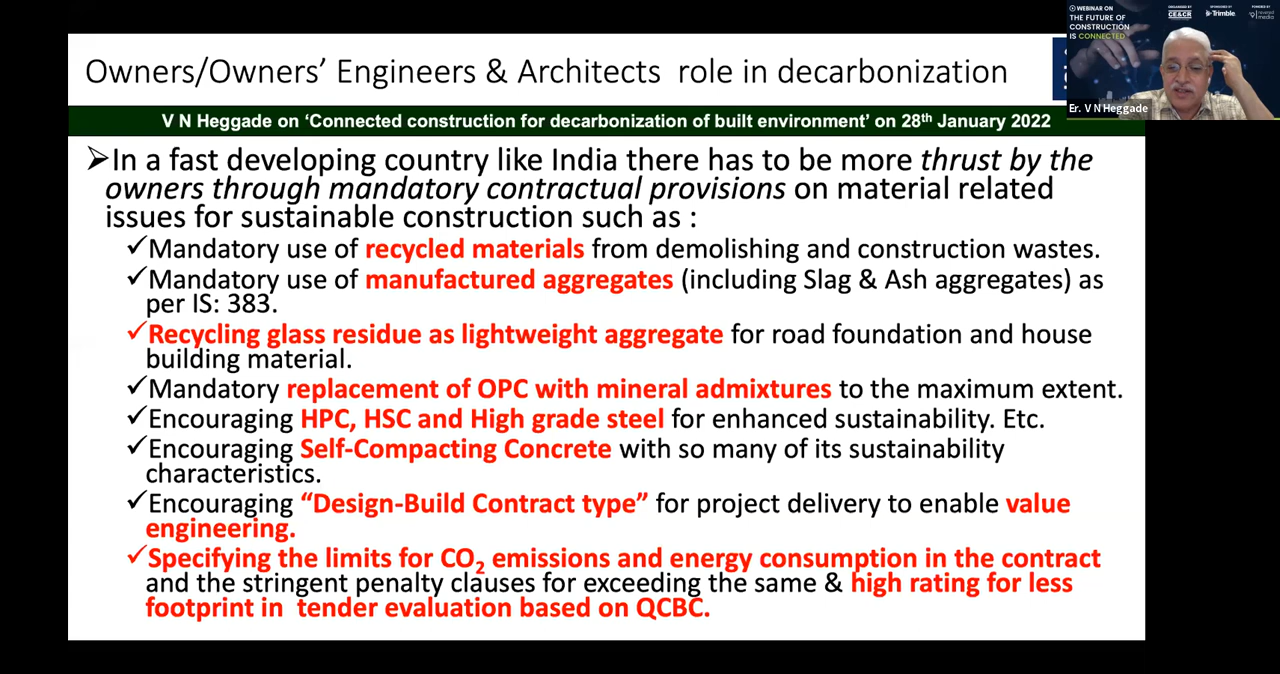 WEBINAR ON
THE FUTURE OF
CONSTRUCTION
IS CONNECTED
CE&CR
Trimble
Er. V N Heggade
Owners/Owners’ Engineers & Architects role in decarbonization
V N Heggade on ‘Connected construction for decarbonization of built environment’ on 28th January 2022
➢In a fast developing country like India there has to be more thrust by the
owners through mandatory contractual provisions on material related
issues for sustainable construction such as :
✓Mandatory use of recycled materials from demolishing and construction wastes.
✓Mandatory use of manufactured aggregates (including Slag & Ash aggregates) as
per IS: 383.
✓Recycling glass residue as lightweight aggregate for road foundation and house
building material.
✓Mandatory replacement of OPC with mineral admixtures to the maximum extent.
✓Encouraging HPC, HSC and High grade steel for enhanced sustainability. Etc.
✓Encouraging Self-Compacting Concrete with so many of its sustainability
characteristics.
✓Encouraging “Design-Build Contract type” for project delivery to enable value
engineering.
✓Specifying the limits for CO₂ emissions and energy consumption in the contract
and the stringent penalty clauses for exceeding the same & high rating for less
footprint in tender evaluation based on QCBC.